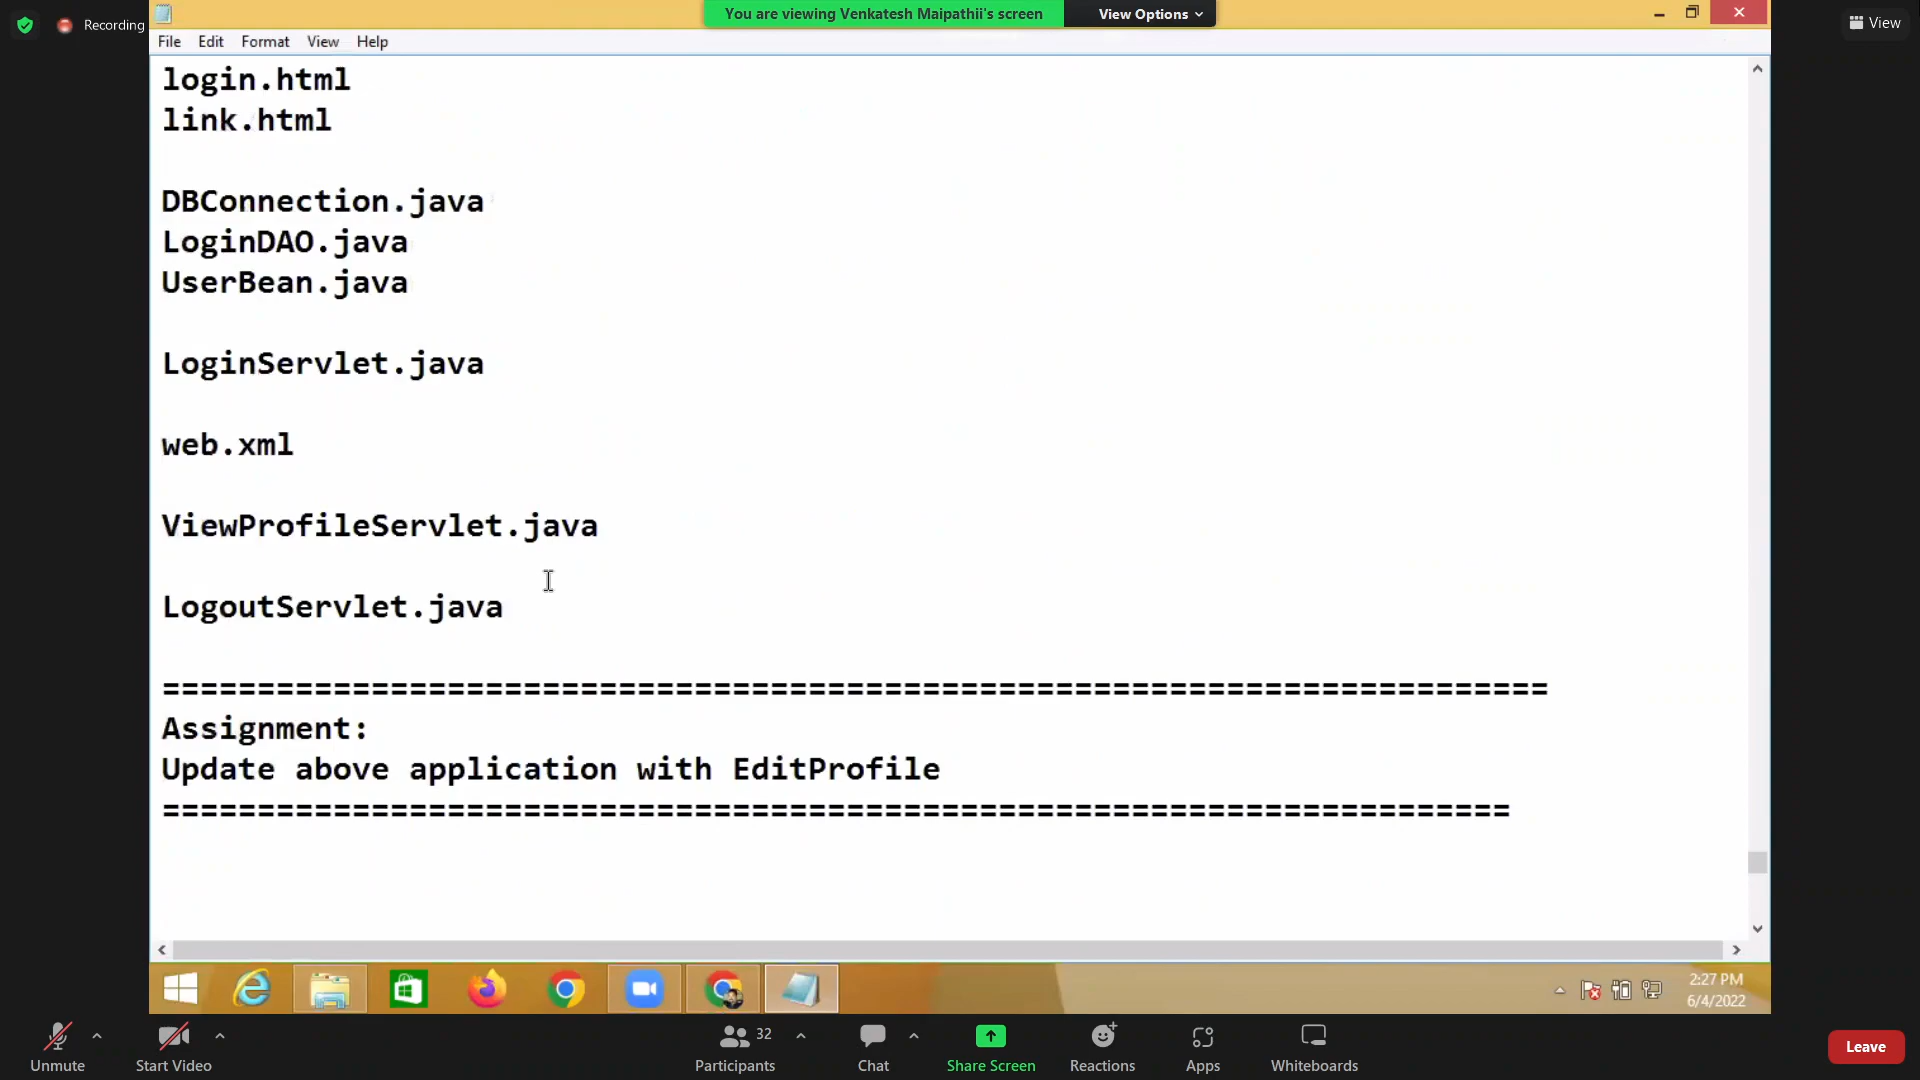 Recording
You are viewing Venkatesh Maipathii's screen
View Options
View
File Edit Format View Help
login.html
link.html
DBConnection.java
LoginDAO.java
UserBean.java
LoginServlet.java
web.xml
ViewProfileServlet.java
LogoutServlet.java
=========================================================================
Assignment:
Update above application with EditProfile
=======================================================================
2:27 PM
6/4/2022
Unmute
Start Video
32
Participants
Chat
Share Screen
Reactions
Apps
Whiteboards
Leave